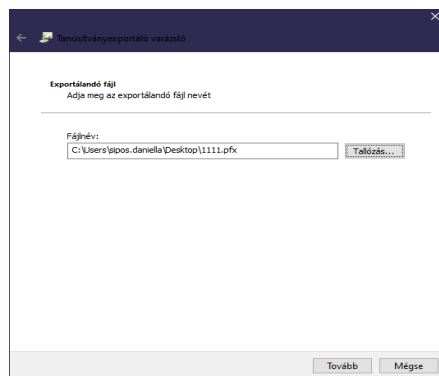 Tanúsítványexportáló varázsló
Exportálandó fájl
Adja meg az exportálandó fájl nevét
Fájlnév:
C:\Users\sipos.daniella\Desktop\1111.pfx
Tallózás...
Tovább
Mégse